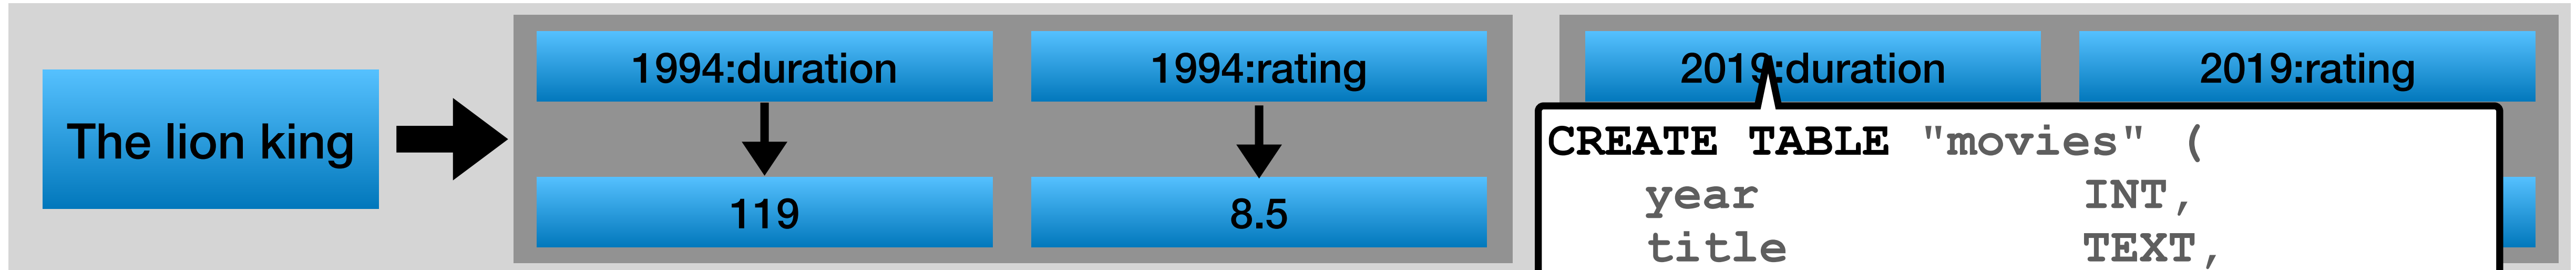 The lion king
1994:duration
1994:rating
119
8.5
2019:duration
2019:rating
CREATE TABLE "movies" (
year INT,
title TEXT,